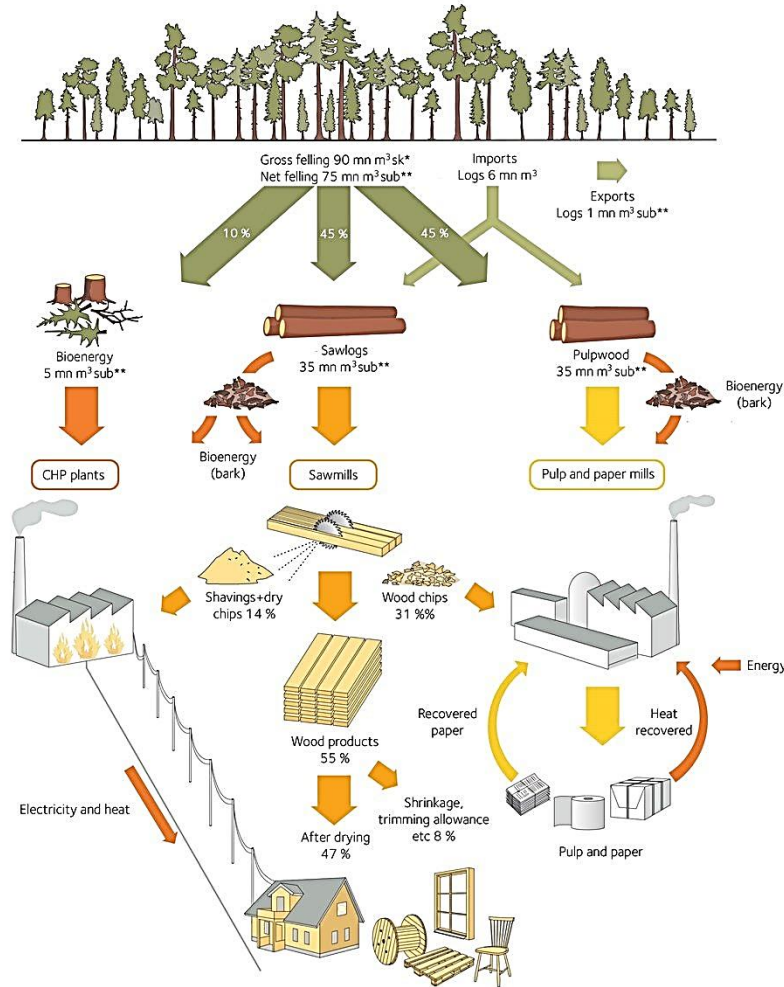 Gross felling 90 mn m³sk*
Net felling 75 mn m³sub**
Imports
Logs 6 mn m³
Exports
Logs 1 mn m³ sub**
10 %
45 %
45 %
Bioenergy
5 mn m³sub**
Sawlogs
35 mn m³sub**
Pulpwood
35 mn m³sub**
Bioenergy
(bark)
Bioenergy
(bark)
CHP plants
Sawmills
Pulp and paper mills
Shavings+dry
chips 14 %
Wood chips
31 %%
Energy
Wood products
55 %
Recovered
paper
Heat
recovered
Electricity and heat
After drying
47 %
Shrinkage,
trimming allowance
etc 8 %
Pulp and paper